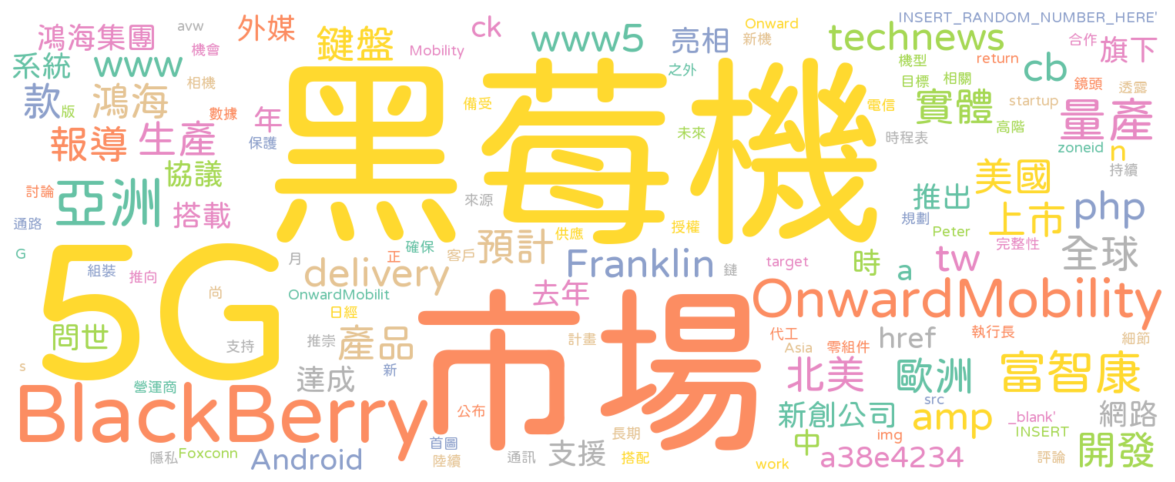 avw
外媒
ck
Onward
INSERT_RANDOM_NUMBER_HERE'
鴻海集團
機會
鍵盤
Mobility
www5
亮相
新機
technews
合作
旗下
系統
www
相機
之外
機型
return
cb
目標
相關
鏡頭
透露
款
版
鴻海
數據
年
黑莓機
備受
電信
實體
startup
量產
報導
生產
保護
未來
時程表
高階
zoneid
n
協議
美國
持續
討論
亞洲
搭載
來源
推出
上市
php
通路
供應
授權
規劃
Peter
完整性
全球
G
5G
組裝
推向
月
正
確保
客戶
預計
Franklin
鏈
target
時
a
tw
delivery
尚
OnwardMobilit
去年
市場
OnwardMobility
日經
問世
支持
推崇
產品
計畫
代工
Asia
零組件
href
執行長
細節
s
營運商
達成
新
北美
歐洲
富智康
BlackBerry
公布
新創公司
src
amp
_blank'
網路
隱私
Foxconn
Android
首圖
陸續
通訊
支援
長期
搭配
work
中
img
a38e4234
INSERT
評論
開發